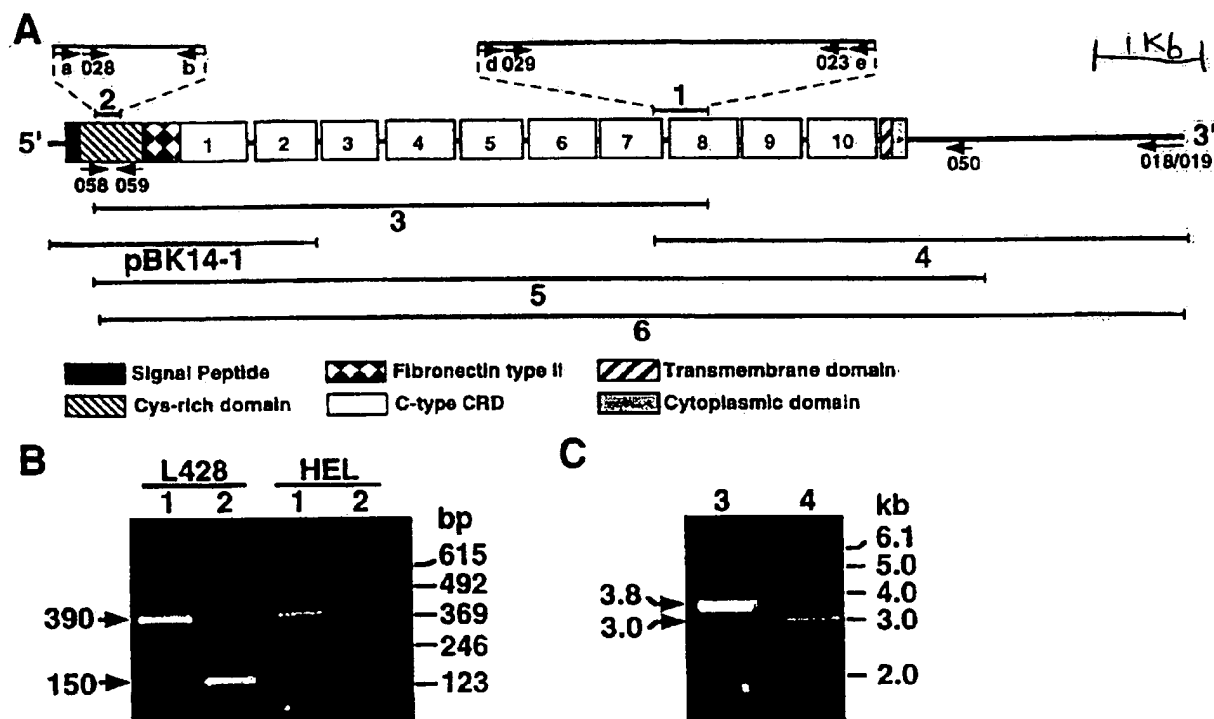 A
1 Kb
a 028 b
d 029 023 e
2
1
5' 1 2 3 4 5 6 7 8 9 10 3'
058 059
050
018/019
3
pBK14-1
4
5
6
Signal Peptide
Fibronectin type II
Transmembrane domain
Cys-rich domain
C-type CRD
Cytoplasmic domain
B
L428 HEL
1 2 1 2
bp
615
492
390 369
246
150 123
C
3 4
kb
6.1
5.0
3.8 4.0
3.0 3.0
2.0